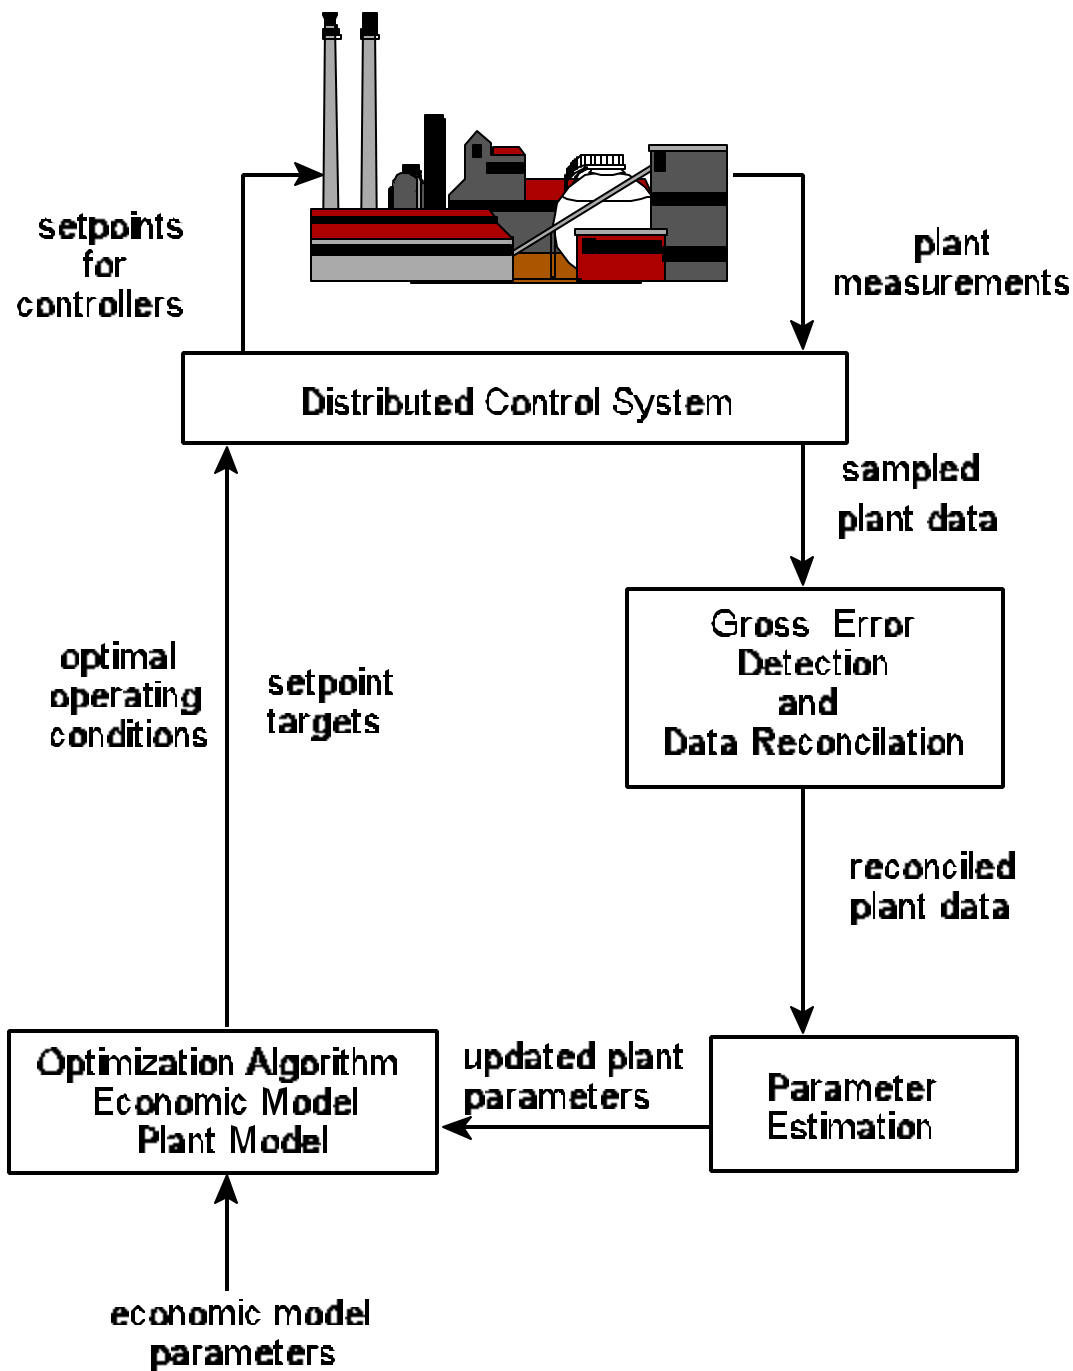 setpoints
for
controllers
plant
measurements
Distributed Control System
sampled
plant data
Gross Error
Detection
and
Data Reconcilation
optimal
operating
conditions
setpoint
targets
reconciled
plant data
Optimization Algorithm
Economic Model
Plant Model
updated plant
parameters
Parameter
Estimation
economic model
parameters